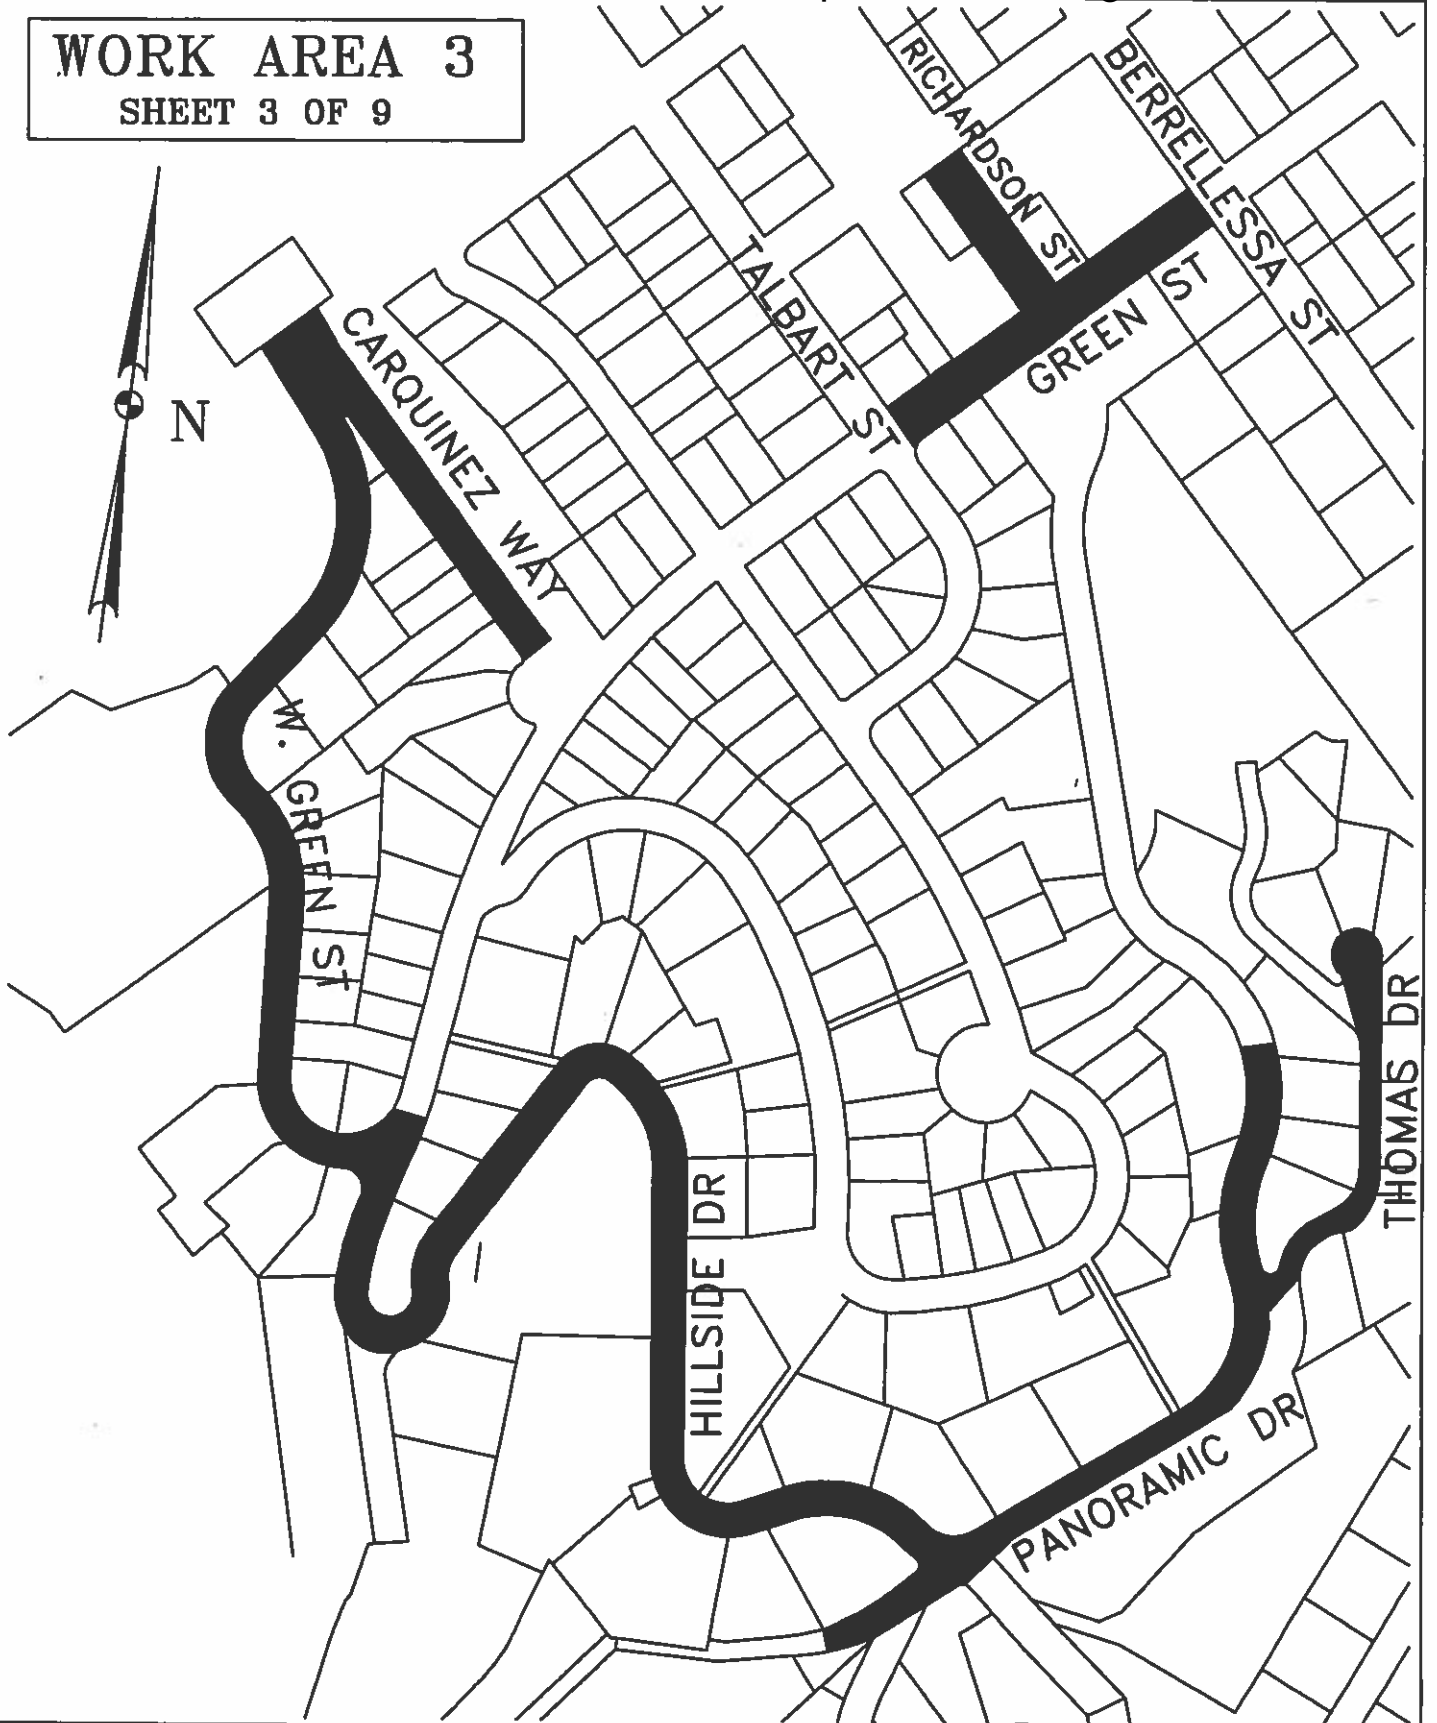 WORK AREA 3
SHEET 3 OF 9
N
RICHARDSON ST
BERRELLESSA ST
TALBART ST
GREEN ST
CARQUINEZ WAY
W. GREEN ST
THOMAS DR
HILLSIDE DR
PANORAMIC DR